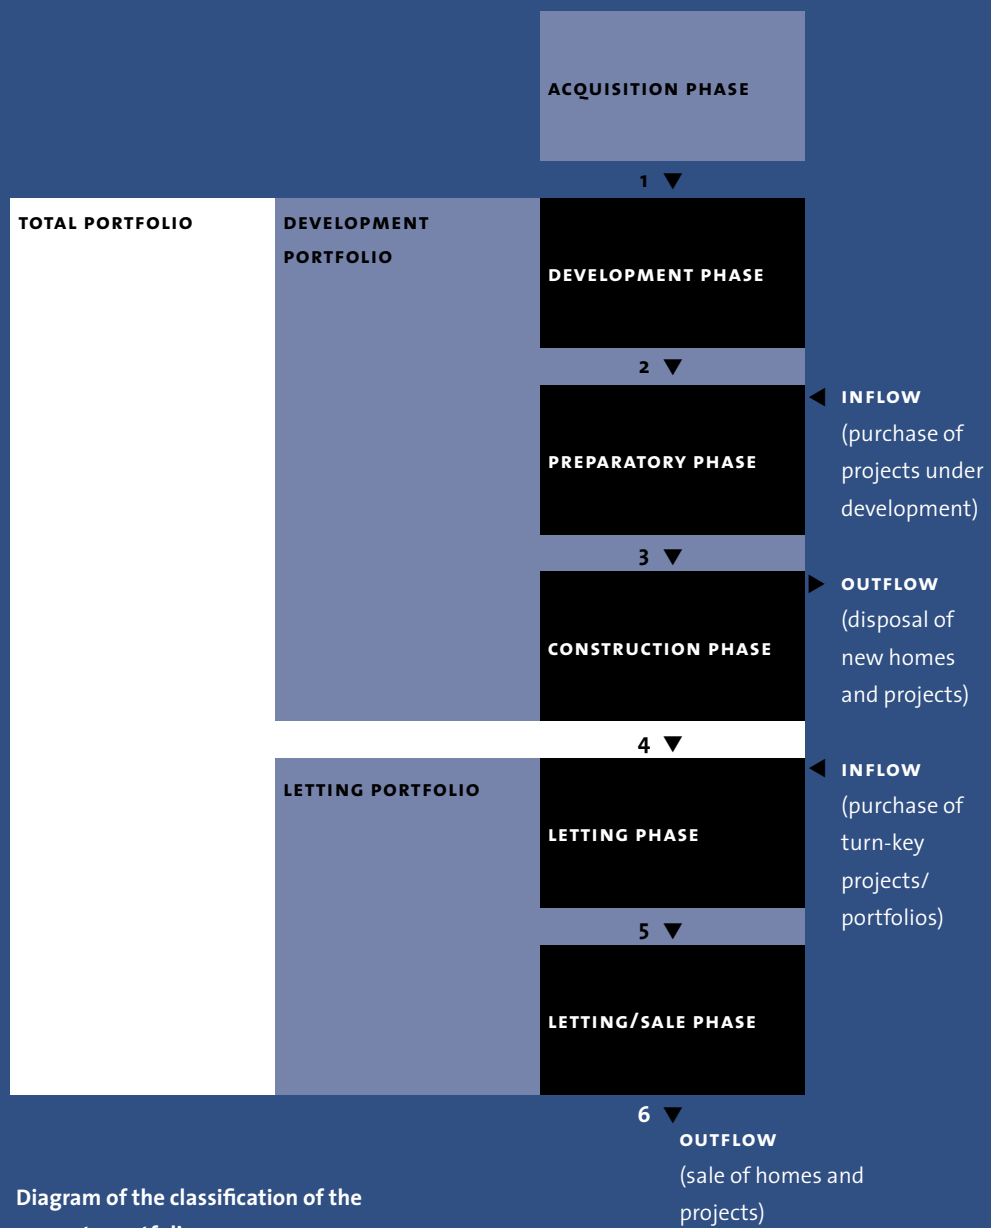 ACQUISITION PHASE
1
TOTAL PORTFOLIO
DEVELOPMENT
PORTFOLIO
DEVELOPMENT PHASE
2
PREPARATORY PHASE
INFLOW
(purchase of
projects under
development)
3
CONSTRUCTION PHASE
OUTFLOW
(disposal of
new homes
and projects)
4
LETTING PORTFOLIO
LETTING PHASE
INFLOW
(purchase of
turn-key
projects/
portfolios)
5
LETTING/SALE PHASE
6
OUTFLOW
(sale of homes and
projects)
Diagram of the classification of the